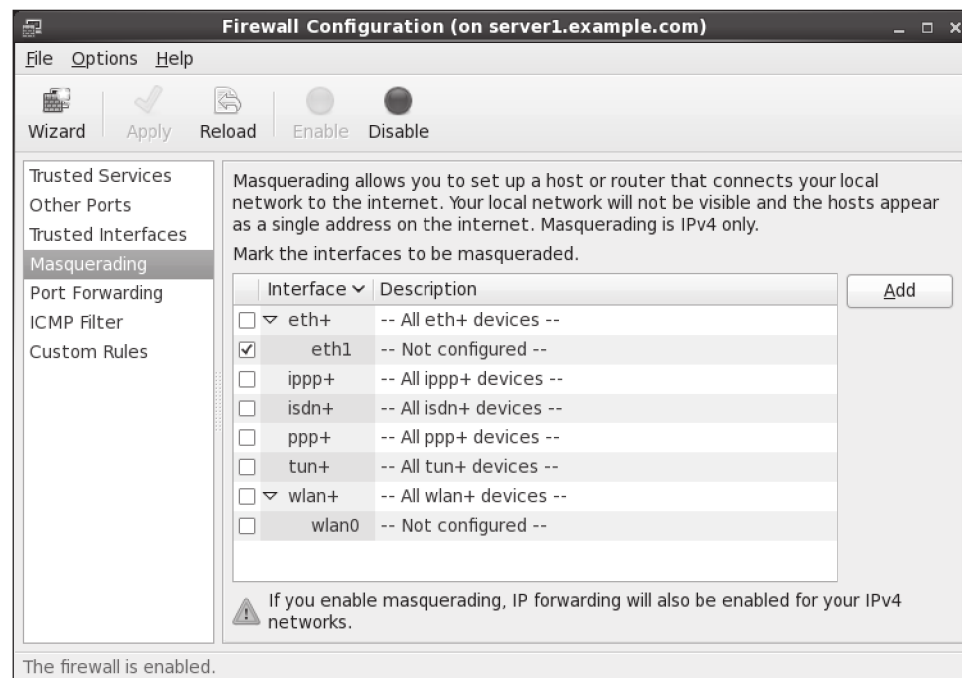 Firewall Configuration (on server1.example.com)
File Options Help
Wizard Apply Reload Enable Disable
Trusted Services
Other Ports
Trusted Interfaces
Masquerading
Port Forwarding
ICMP Filter
Custom Rules
Masquerading allows you to set up a host or router that connects your local
network to the internet. Your local network will not be visible and the hosts appear
as a single address on the internet. Masquerading is IPv4 only.
Mark the interfaces to be masqueraded.
Interface Description
eth+ -- All eth+ devices --
eth1 -- Not configured --
ippp+ -- All ippp+ devices --
isdn+ -- All isdn+ devices --
ppp+ -- All ppp+ devices --
tun+ -- All tun+ devices --
wlan+ -- All wlan+ devices --
wlan0 -- Not configured --
Add
If you enable masquerading, IP forwarding will also be enabled for your IPv4
networks.
The firewall is enabled.